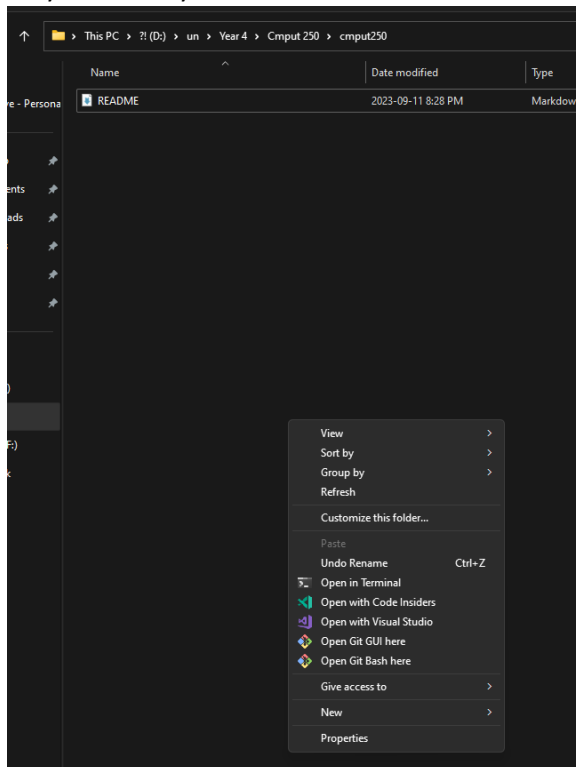 This PC > ?! (D:) > un > Year 4 > Cmput 250 > cmput250
Name Date modified Type
ve - Persona
README 2023-09-11 8:28 PM Markdow
ents
ads
)
F:)
k
View
Sort by
Group by
Refresh
Customize this folder...
Paste
Undo Rename Ctrl+Z
Open in Terminal
Open with Code Insiders
Open with Visual Studio
Open Git GUI here
Open Git Bash here
Give access to
New
Properties